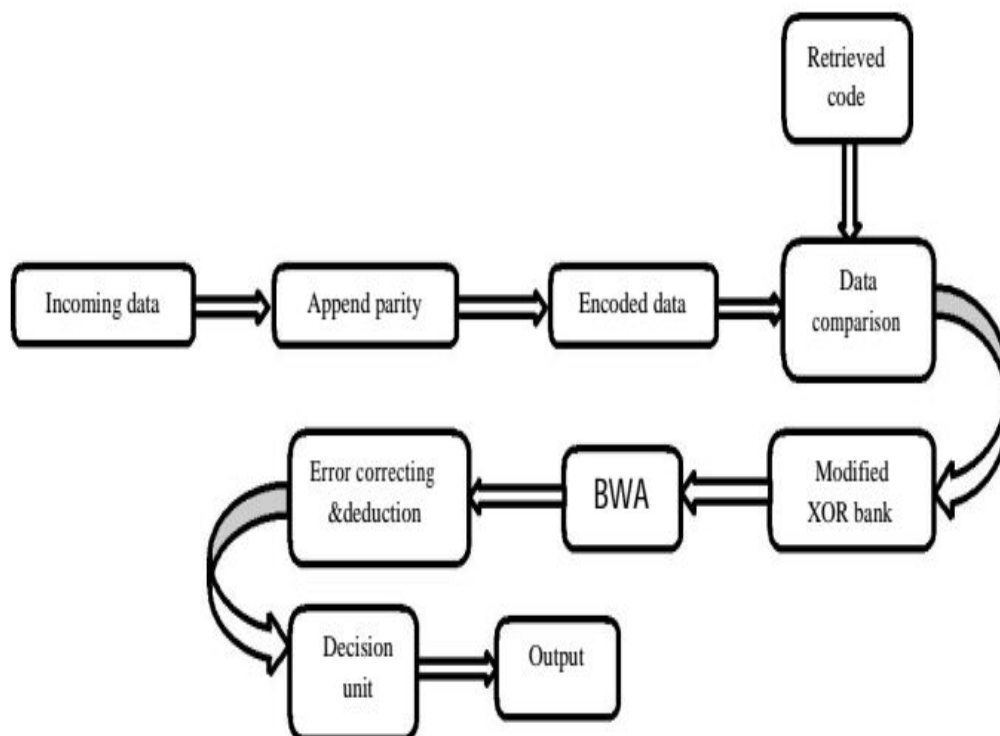 Retrieved
code
Incoming data
Append parity
Encoded data
Data
comparison
Modified
XOR bank
BWA
Error correcting
&deduction
Decision
unit
Output